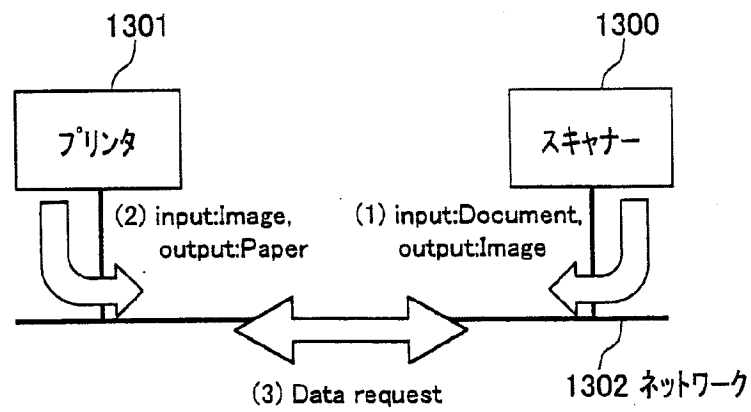 1301
1300
プリンタ
スキャナー
(2) input:Image,
output:Paper
(1) input:Document,
output:Image
(3) Data request
1302 ネットワーク